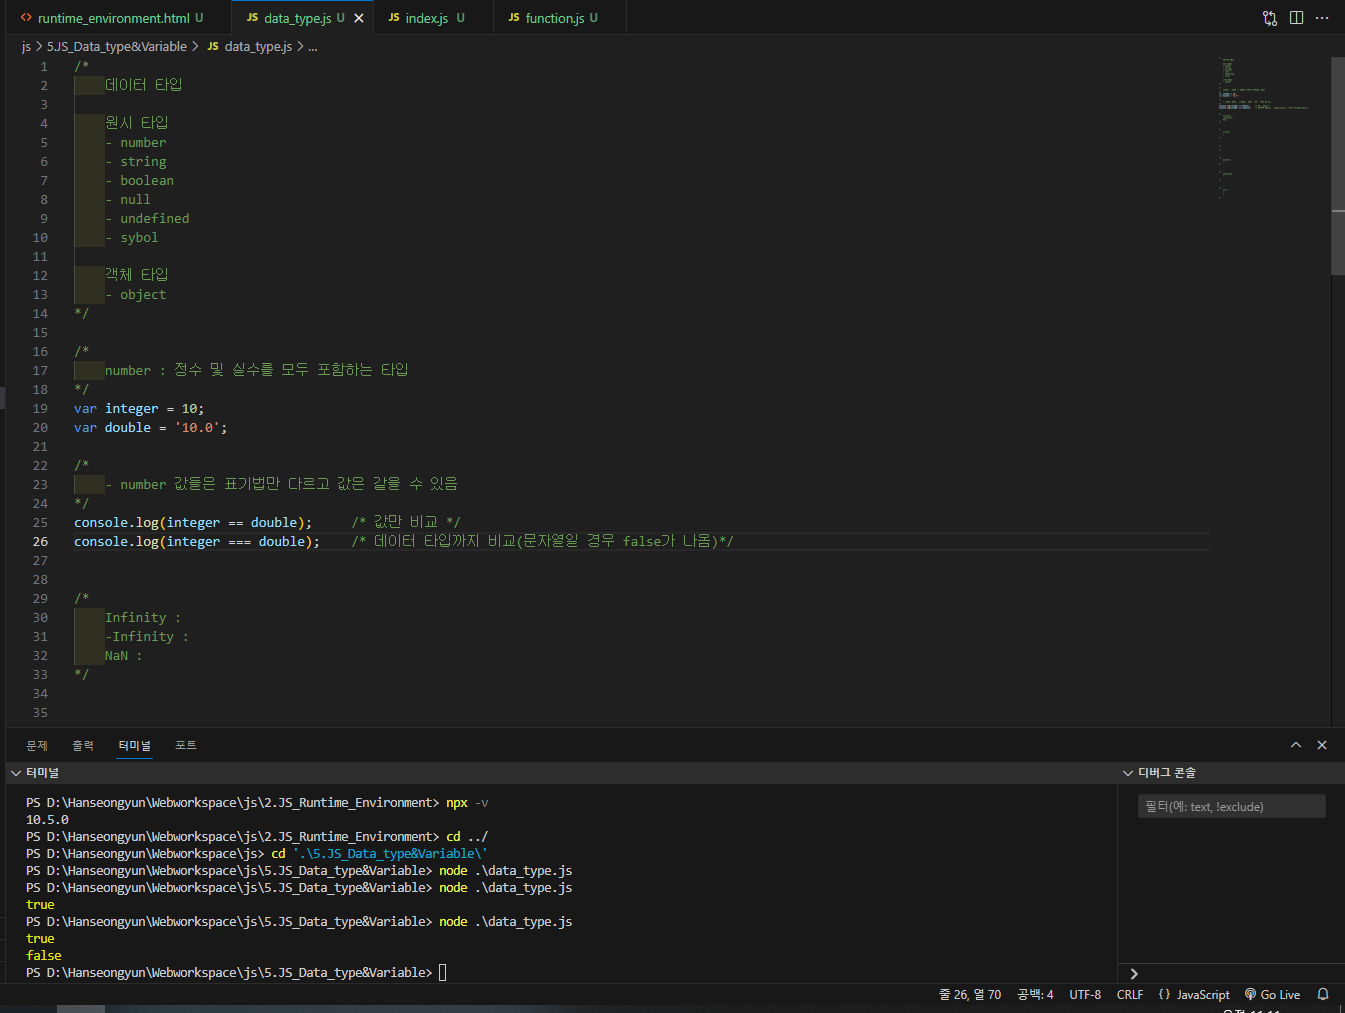 runtime_environment.html U
JS data_type.js U
JS index.js U
JS function.js U
js > 5.JS_Data_type&Variable > JS data_type.js > ...
1 /*
2 데이터 타입
3
4 원시 타입
5 - number
6 - string
7 - boolean
8 - null
9 - undefined
10 - sybol
11
12 객체 타입
13 - object
14 */
15
16 /*
17 number : 정수 및 실수를 모두 포함하는 타입
18 */
19 var integer = 10;
20 var double = '10.0';
21
22 /*
23 - number 값들은 표기법만 다르고 값은 같을 수 있음
24 */
25 console.log(integer == double); /* 값만 비교 */
26 console.log(integer === double); /* 데이터 타입까지 비교(문자열일 경우 false가 나옴)*/
27
28
29 /*
30 Infinity :
31 -Infinity :
32 NaN :
33 */
34
35
문제 출력 터미널 포트
터미널
PS D:\Hanseongyun\Webworkspace\js\2.JS_Runtime_Environment> npx -v
10.5.0
PS D:\Hanseongyun\Webworkspace\js\2.JS_Runtime_Environment> cd ../
PS D:\Hanseongyun\Webworkspace\js> cd '.\5.JS_Data_type&Variable\'
PS D:\Hanseongyun\Webworkspace\js\5.JS_Data_type&Variable> node .\data_type.js
PS D:\Hanseongyun\Webworkspace\js\5.JS_Data_type&Variable> node .\data_type.js
true
PS D:\Hanseongyun\Webworkspace\js\5.JS_Data_type&Variable> node .\data_type.js
true
false
PS D:\Hanseongyun\Webworkspace\js\5.JS_Data_type&Variable>
디버그 콘솔
필터(예: text, !exclude)
줄 26, 열 70 공백: 4 UTF-8 CRLF {} JavaScript Go Live